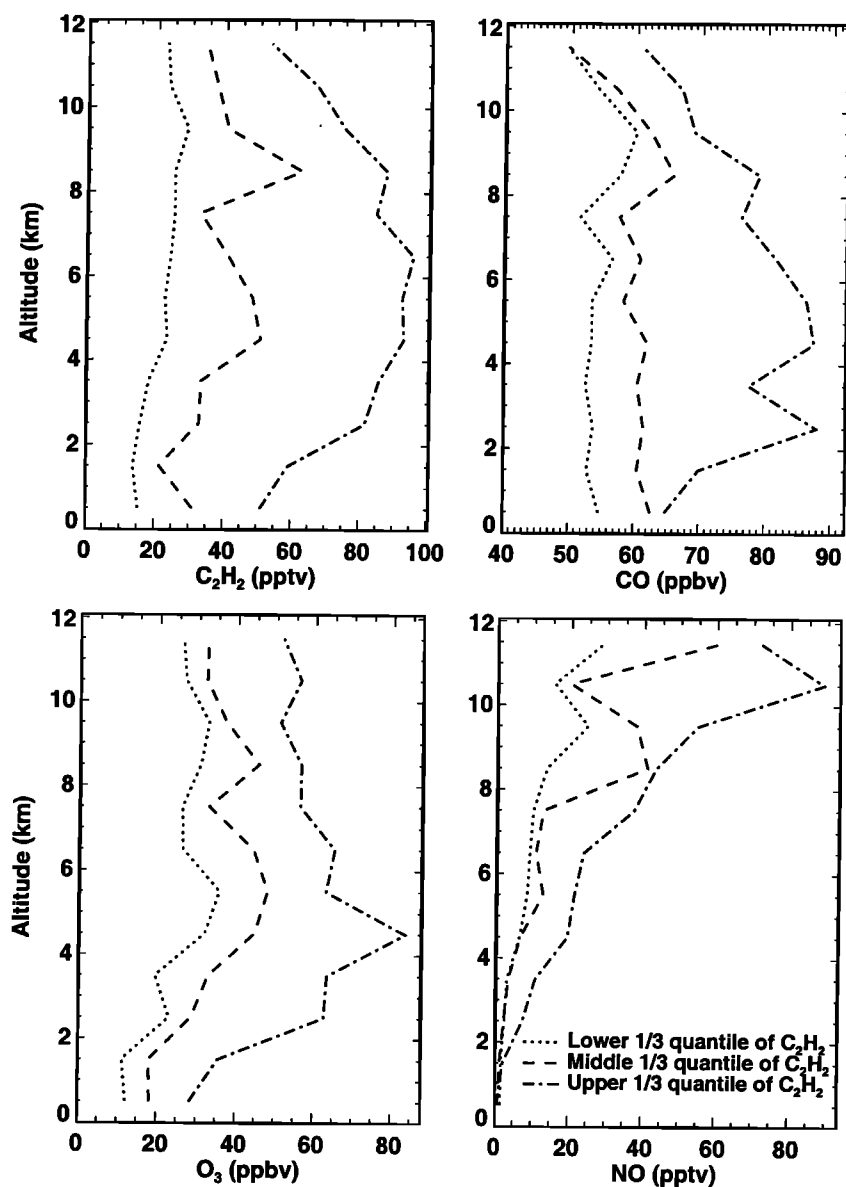 12
10
8
6
4
2
0
Altitude (km)
0 20 40 60 80 100
C₂H₂ (pptv)
12
10
8
6
4
2
0
40 50 60 70 80 90
CO (ppbv)
12
10
8
6
4
2
0
Altitude (km)
0 20 40 60 80
O₃ (ppbv)
12
10
8
6
4
2
0
Lower 1/3 quantile of C₂H₂
Middle 1/3 quantile of C₂H₂
Upper 1/3 quantile of C₂H₂
0 20 40 60 80
NO (pptv)